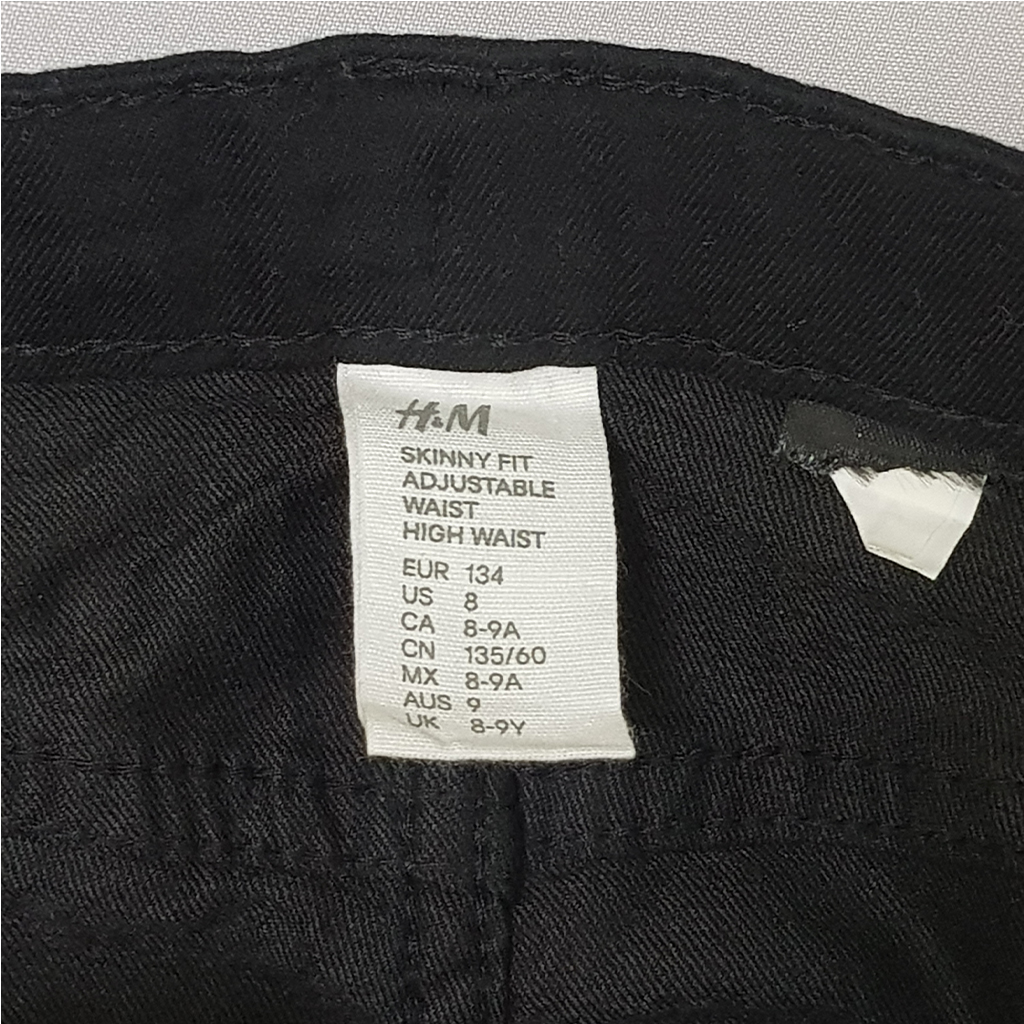 H&M
SKINNY FIT
ADJUSTABLE
WAIST
HIGH WAIST
EUR 134
US 8
CA 8-9A
CN 135/60
MX 8-9A
AUS 9
UK 8-9Y